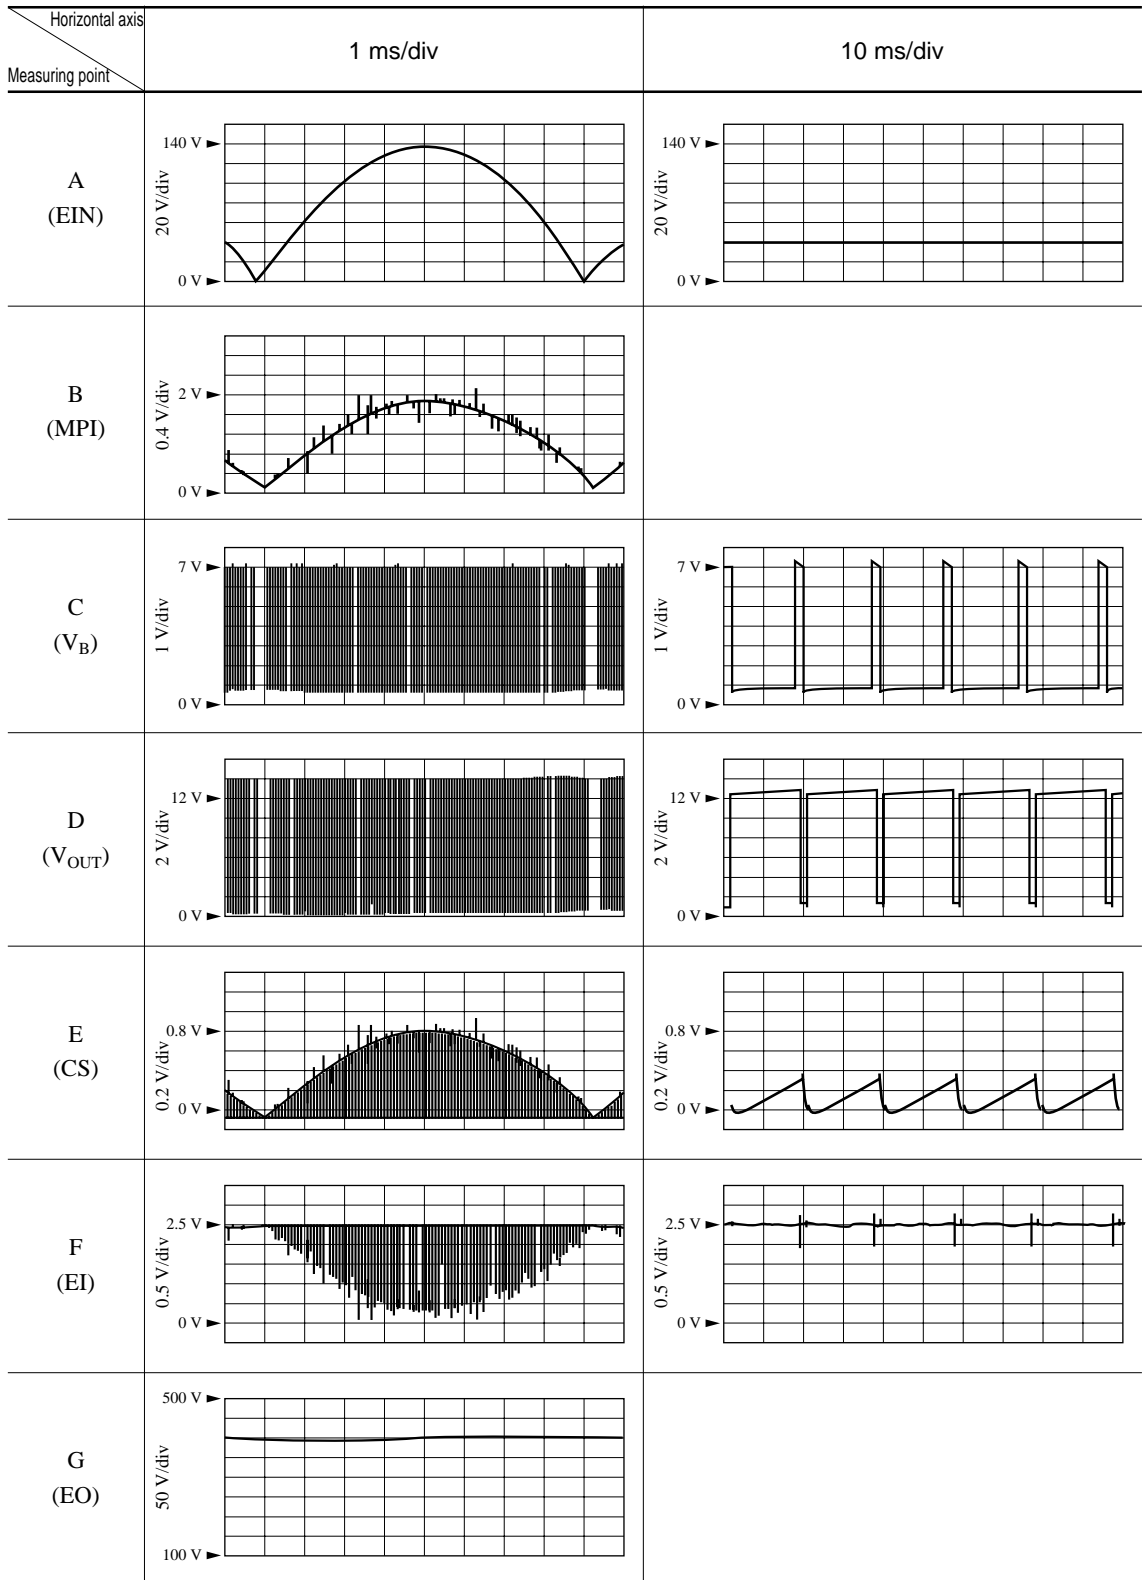 Horizontal axis
Measuring point
1 ms/div
10 ms/div
A
(EIN)
140 V
20 V/div
0 V
140 V
20 V/div
0 V
B
(MPI)
2 V
0.4 V/div
0 V
C
(VB)
7 V
1 V/div
0 V
7 V
1 V/div
0 V
D
(VOUT)
12 V
2 V/div
0 V
12 V
2 V/div
0 V
E
(CS)
0.8 V
0.2 V/div
0 V
0.8 V
0.2 V/div
0 V
F
(EI)
2.5 V
0.5 V/div
0 V
2.5 V
0.5 V/div
0 V
G
(EO)
500 V
50 V/div
100 V